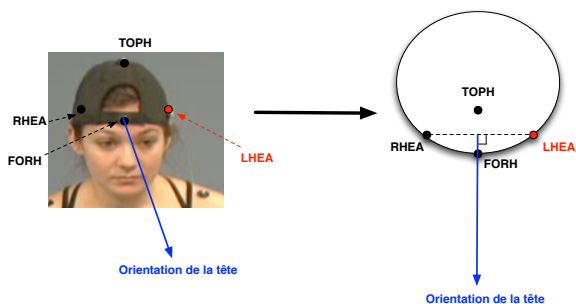 TOPH
RHEA
FORH
LHEA
Orientation de la tête
TOPH
RHEA
LHEA
FORH
Orientation de la tête